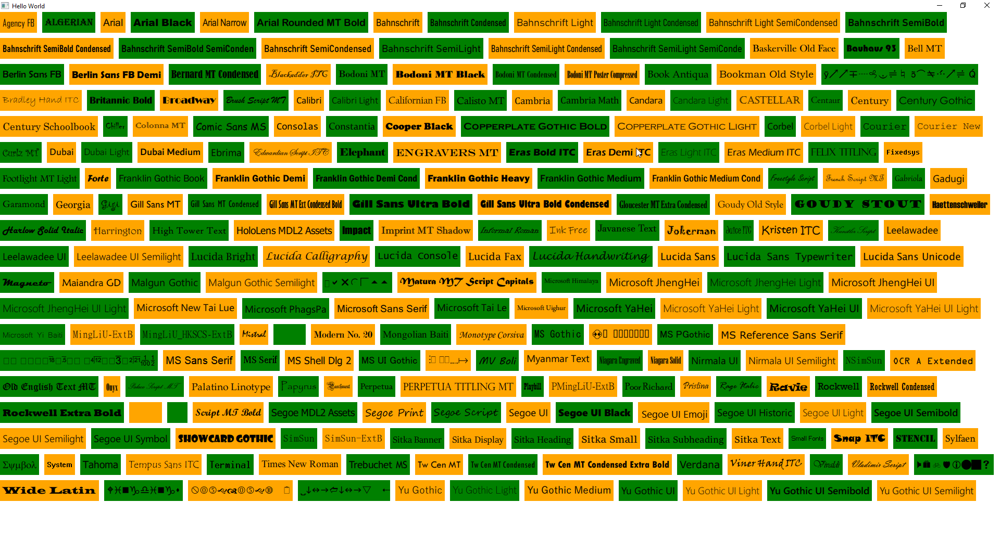 Hello World
Agency FB ALGERIAN Arial Arial Black Arial Narrow Arial Rounded MT Bold Bahnschrift Bahnschrift Condensed Bahnschrift Light Bahnschrift Light Condensed Bahnschrift Light SemiCondensed Bahnschrift SemiBold
Bahnschrift SemiBold Condensed Bahnschrift SemiBold SemiConden Bahnschrift SemiCondensed Bahnschrift SemiLight Bahnschrift SemiLight Condensed Bahnschrift SemiLight SemiConde Baskerville Old Face Bauhaus 93 Bell MT
Berlin Sans FB Berlin Sans FB Demi Bernard MT Condensed Blackadder ITC Bodoni MT Bodoni MT Black Bodoni MT Condensed Bodoni MT Poster Compressed Book Antiqua Bookman Old Style
Bradley Hand ITC Britannic Bold Broadway Brush Script MT Calibri Calibri Light Californian FB Calisto MT Cambria Cambria Math Candara Candara Light CASTELLAR Centaur Century Century Gothic
Century Schoolbook Chiller Colonna MT Comic Sans MS Consolas Constantia Cooper Black Copperplate Gothic Bold Copperplate Gothic Light Corbel Corbel Light Courier Courier New
Curlz MT Dubai Dubai Light Dubai Medium Ebrima Edwardian Script ITC Elephant ENGRAVERS MT Eras Bold ITC Eras Demi ITC Eras Light ITC Eras Medium ITC FELIX TITLING Fixedsys
Footlight MT Light Forte Franklin Gothic Book Franklin Gothic Demi Franklin Gothic Demi Cond Franklin Gothic Heavy Franklin Gothic Medium Franklin Gothic Medium Cond Freestyle Script French Script MT Gabriola Gadugi
Garamond Georgia Gigi Gill Sans MT Gill Sans MT Condensed Gill Sans MT Ext Condensed Bold Gill Sans Ultra Bold Gill Sans Ultra Bold Condensed Gloucester MT Extra Condensed Goudy Old Style GOUDY STOUT Haettenschweiler
Harlow Solid Italic Harrington High Tower Text HoloLens MDL2 Assets Impact Imprint MT Shadow Informal Roman Ink Free Javanese Text Jokerman Juice ITC Kristen ITC Kunstler Script Leelawadee
Leelawadee UI Leelawadee UI Semilight Lucida Bright Lucida Calligraphy Lucida Console Lucida Fax Lucida Handwriting Lucida Sans Lucida Sans Typewriter Lucida Sans Unicode
Magneto Maiandra GD Malgun Gothic Malgun Gothic Semilight Matura MT Script Capitals Microsoft Himalaya Microsoft JhengHei Microsoft JhengHei Light Microsoft JhengHei UI
Microsoft JhengHei UI Light Microsoft New Tai Lue Microsoft PhagsPa Microsoft Sans Serif Microsoft Tai Le Microsoft Uighur Microsoft YaHei Microsoft YaHei Light Microsoft YaHei UI Microsoft YaHei UI Light
Microsoft Yi Baiti MingLiU-ExtB MingLiU_HKSCS-ExtB Mistral Modern No. 20 Mongolian Baiti Monotype Corsiva MS Gothic MS PGothic MS Reference Sans Serif
MS Sans Serif MS Serif MS Shell Dlg 2 MS UI Gothic MV Boli Myanmar Text Niagara Engraved Niagara Solid Nirmala UI Nirmala UI Semilight NSimSun OCR A Extended
Old English Text MT Onyx Palace Script MT Palatino Linotype Papyrus Parchment Perpetua PERPETUA TITLING MT Playbill PMingLiU-ExtB Poor Richard Pristina Rage Italic Ravie Rockwell Rockwell Condensed
Rockwell Extra Bold Script MT Bold Segoe MDL2 Assets Segoe Print Segoe Script Segoe UI Segoe UI Black Segoe UI Emoji Segoe UI Historic Segoe UI Light Segoe UI Semibold
Segoe UI Semilight Segoe UI Symbol SHOWCARD GOTHIC SimSun SimSun-ExtB Sitka Banner Sitka Display Sitka Heading Sitka Small Sitka Subheading Sitka Text Small Fonts Snap ITC STENCIL Sylfaen
Σψμβολ System Tahoma Tempus Sans ITC Terminal Times New Roman Trebuchet MS Tw Cen MT Tw Cen MT Condensed Tw Cen MT Condensed Extra Bold Verdana Viner Hand ITC Vivaldi Vladimir Script
Wide Latin Yu Gothic Yu Gothic Light Yu Gothic Medium Yu Gothic UI Yu Gothic UI Light Yu Gothic UI Semibold Yu Gothic UI Semilight